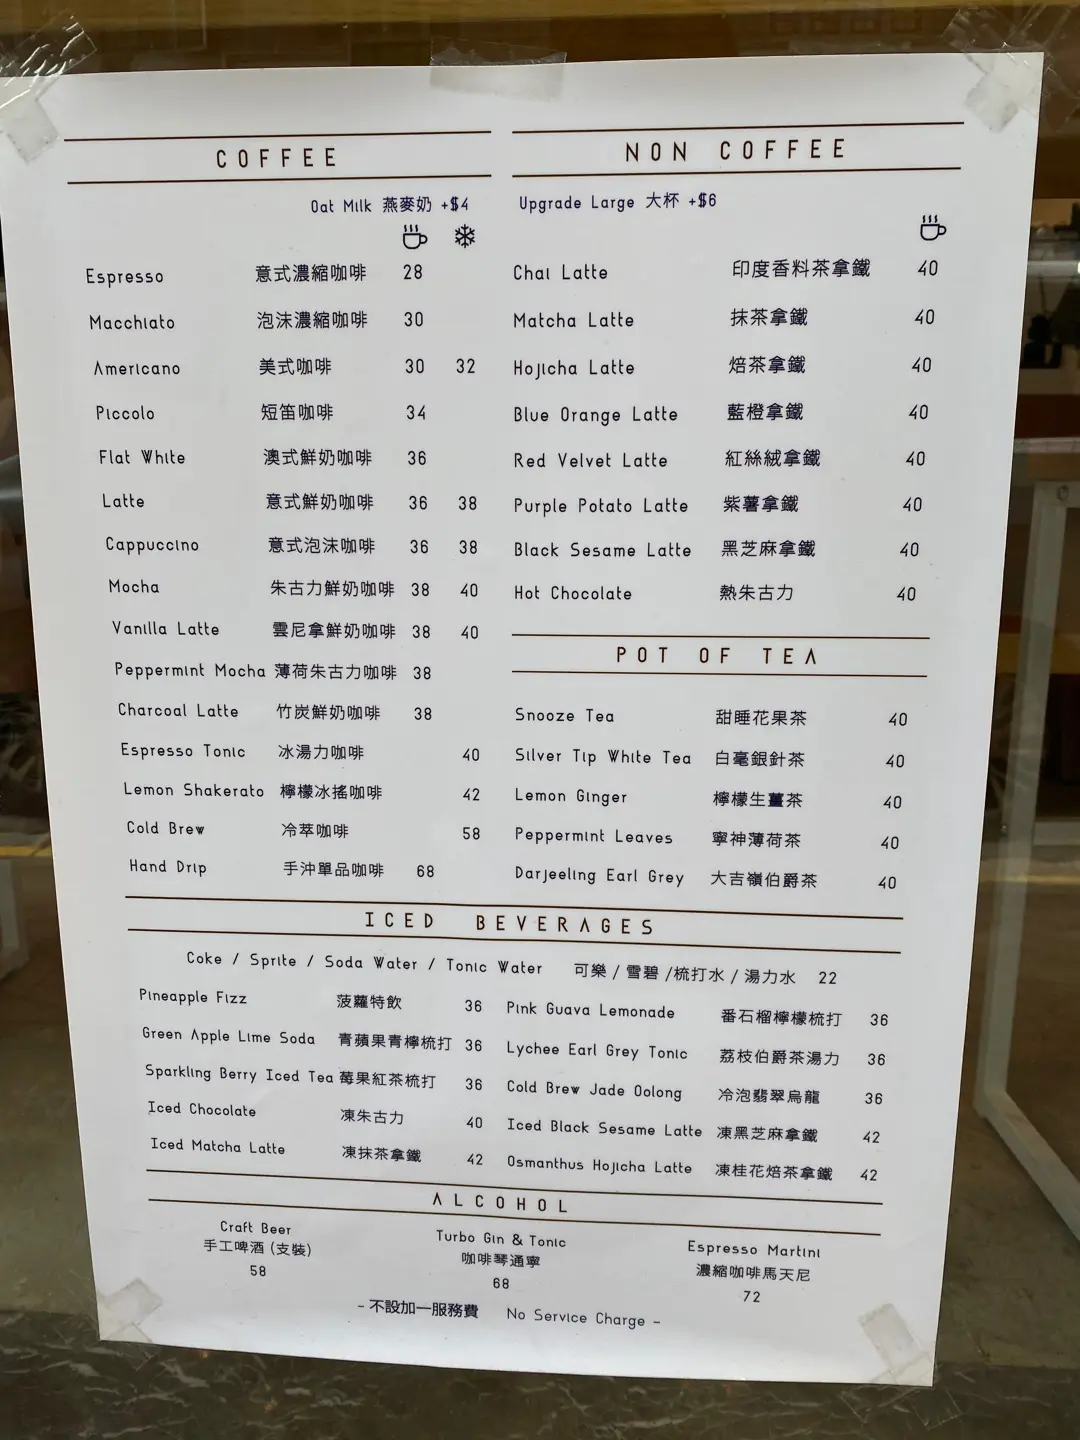 COFFEE
Oat Milk 燕麥奶 +$4
Espresso 意式濃縮咖啡 28
Macchiato 泡沫濃縮咖啡 30
Americano 美式咖啡 30 32
Piccolo 短笛咖啡 34
Flat White 澳式鮮奶咖啡 36
Latte 意式鮮奶咖啡 36 38
Cappuccino 意式泡沫咖啡 36 38
Mocha 朱古力鮮奶咖啡 38 40
Vanilla Latte 雲尼拿鮮奶咖啡 38 40
Peppermint Mocha 薄荷朱古力咖啡 38
Charcoal Latte 竹炭鮮奶咖啡 38
Espresso Tonic 冰湯力咖啡 40
Lemon Shakerato 檸檬冰搖咖啡 42
Cold Brew 冷萃咖啡 58
Hand Drip 手沖單品咖啡 68
NON COFFEE
Upgrade Large 大杯 +$6
Chai Latte 印度香料茶拿鐵 40
Matcha Latte 抹茶拿鐵 40
Hojicha Latte 焙茶拿鐵 40
Blue Orange Latte 藍橙拿鐵 40
Red Velvet Latte 紅絲絨拿鐵 40
Purple Potato Latte 紫薯拿鐵 40
Black Sesame Latte 黑芝麻拿鐵 40
Hot Chocolate 熱朱古力 40
POT OF TEA
Snooze Tea 甜睡花果茶 40
Silver Tip White Tea 白毫銀針茶 40
Lemon Ginger 檸檬生薑茶 40
Peppermint Leaves 寧神薄荷茶 40
Darjeeling Earl Grey 大吉嶺伯爵茶 40
ICED BEVERAGES
Coke / Sprite / Soda Water / Tonic Water 可樂 / 雪碧 /梳打水 / 湯力水 22
Pineapple Fizz 菠蘿特飲 36
Green Apple Lime Soda 青蘋果青檸梳打 36
Sparkling Berry Iced Tea 莓果紅茶梳打 36
Iced Chocolate 凍朱古力 40
Iced Matcha Latte 凍抹茶拿鐵 42
Pink Guava Lemonade 番石榴檸檬梳打 36
Lychee Earl Grey Tonic 荔枝伯爵茶湯力 36
Cold Brew Jade Oolong 冷泡翡翠烏龍 36
Iced Black Sesame Latte 凍黑芝麻拿鐵 42
Osmanthus Hojicha Latte 凍桂花焙茶拿鐵 42
ALCOHOL
Craft Beer
手工啤酒 (支裝)
58
Turbo Gin & Tonic
咖啡琴通寧
68
Espresso Martini
濃縮咖啡馬天尼
72
- 不設加一服務費 No Service Charge -